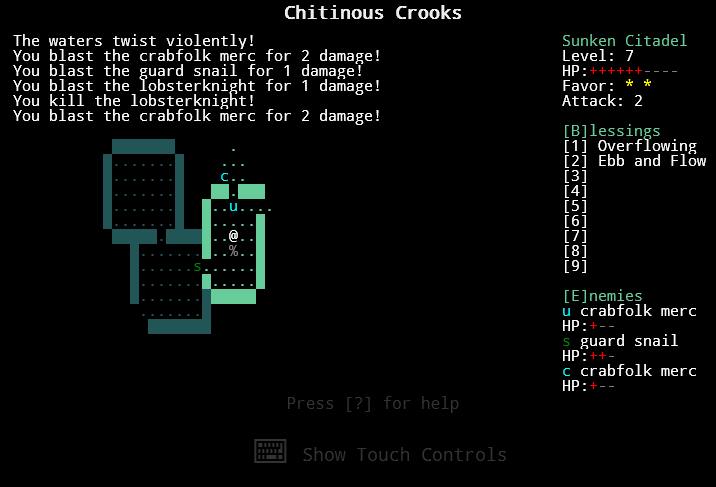 Chitinous Crooks
The waters twist violently!
You blast the crabfolk merc for 2 damage!
You blast the guard snail for 1 damage!
You blast the lobsterknight for 1 damage!
You kill the lobsterknight!
You blast the crabfolk merc for 2 damage!
Sunken Citadel
Level: 7
HP:++++++----
Favor: * *
Attack: 2
[B]lessings
[1] Overflowing
[2] Ebb and Flow
[3]
[4]
[5]
[6]
[7]
[8]
[9]
[E]nemies
u crabfolk merc
HP:+--
s guard snail
HP:++-
c crabfolk merc
HP:+--
c
u
@
%
s
Press [?] for help
Show Touch Controls